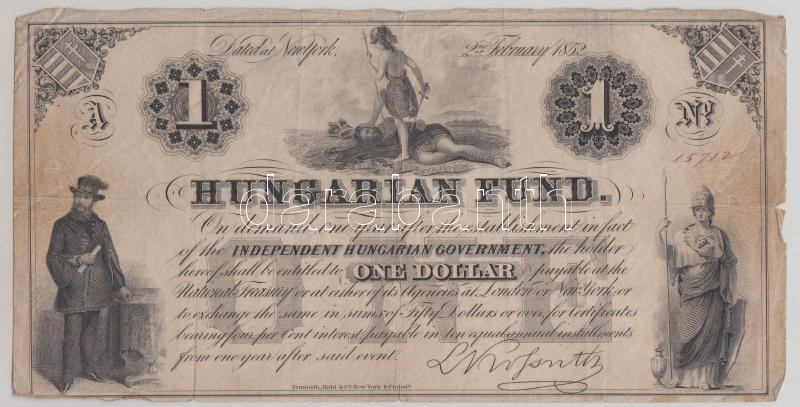 Dated at New York. 2nd February 1852
1 1
A No
15712
HUNGARIAN FUND.
darabanth
On demand one year after the establishment in fact
of the INDEPENDENT HUNGARIAN GOVERNMENT, the holder
hereof shall be entitled to ONE DOLLAR payable at the
National Treasury or at either of its Agencies at London or New York, or
to exchange the same in sums of Fifty Dollars or over, for Certificates
bearing four per Cent interest payable in ten equal annual installments
from one year after said event.
L Kossuth
Danforth, Bald & Co. New York & Philada.